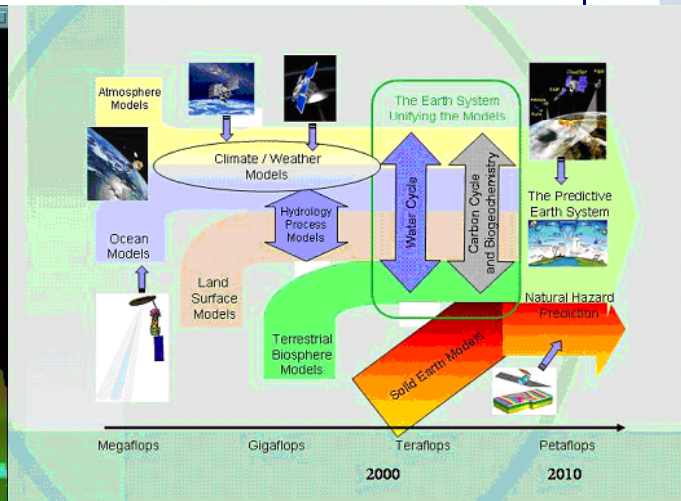 Atmosphere
Models
The Earth System
Unifying the Models
Climate / Weather
Models
Water Cycle
Carbon Cycle
and Biogeochemistry
The Predictive
Earth System
Hydrology
Process
Models
Ocean
Models
Land
Surface
Models
Natural Hazard
Prediction
Terrestrial
Biosphere
Models
Solid Earth Models
Megaflops
Gigaflops
Teraflops
Petaflops
2000
2010